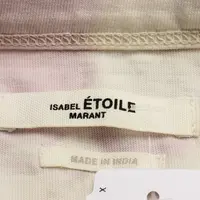 ISABEL ÉTOILE
MARANT
MADE IN INDIA
X